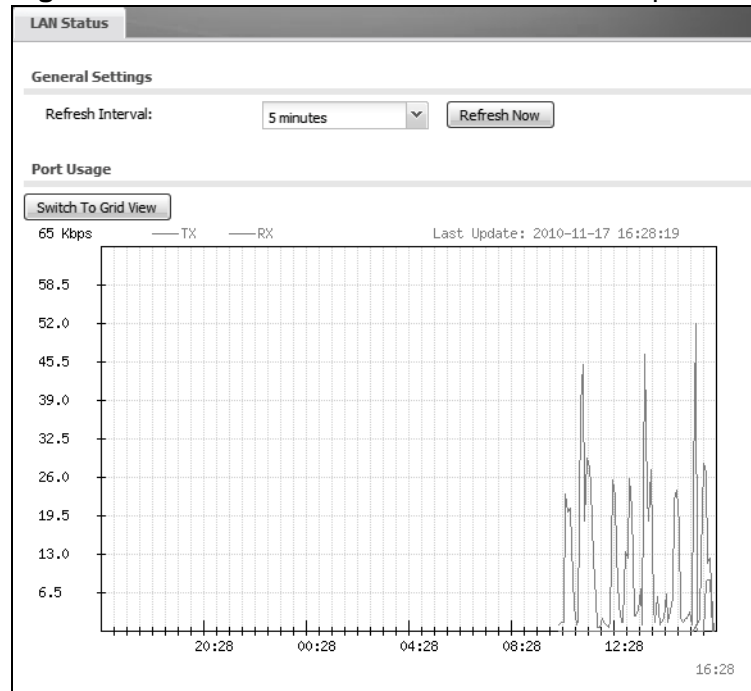 LAN Status
General Settings
Refresh Interval: 5 minutes Refresh Now
Port Usage
Switch To Grid View
65 Kbps TX RX Last Update: 2010-11-17 16:28:19
58.5
52.0
45.5
39.0
32.5
26.0
19.5
13.0
6.5
20:28 00:28 04:28 08:28 12:28
16:28